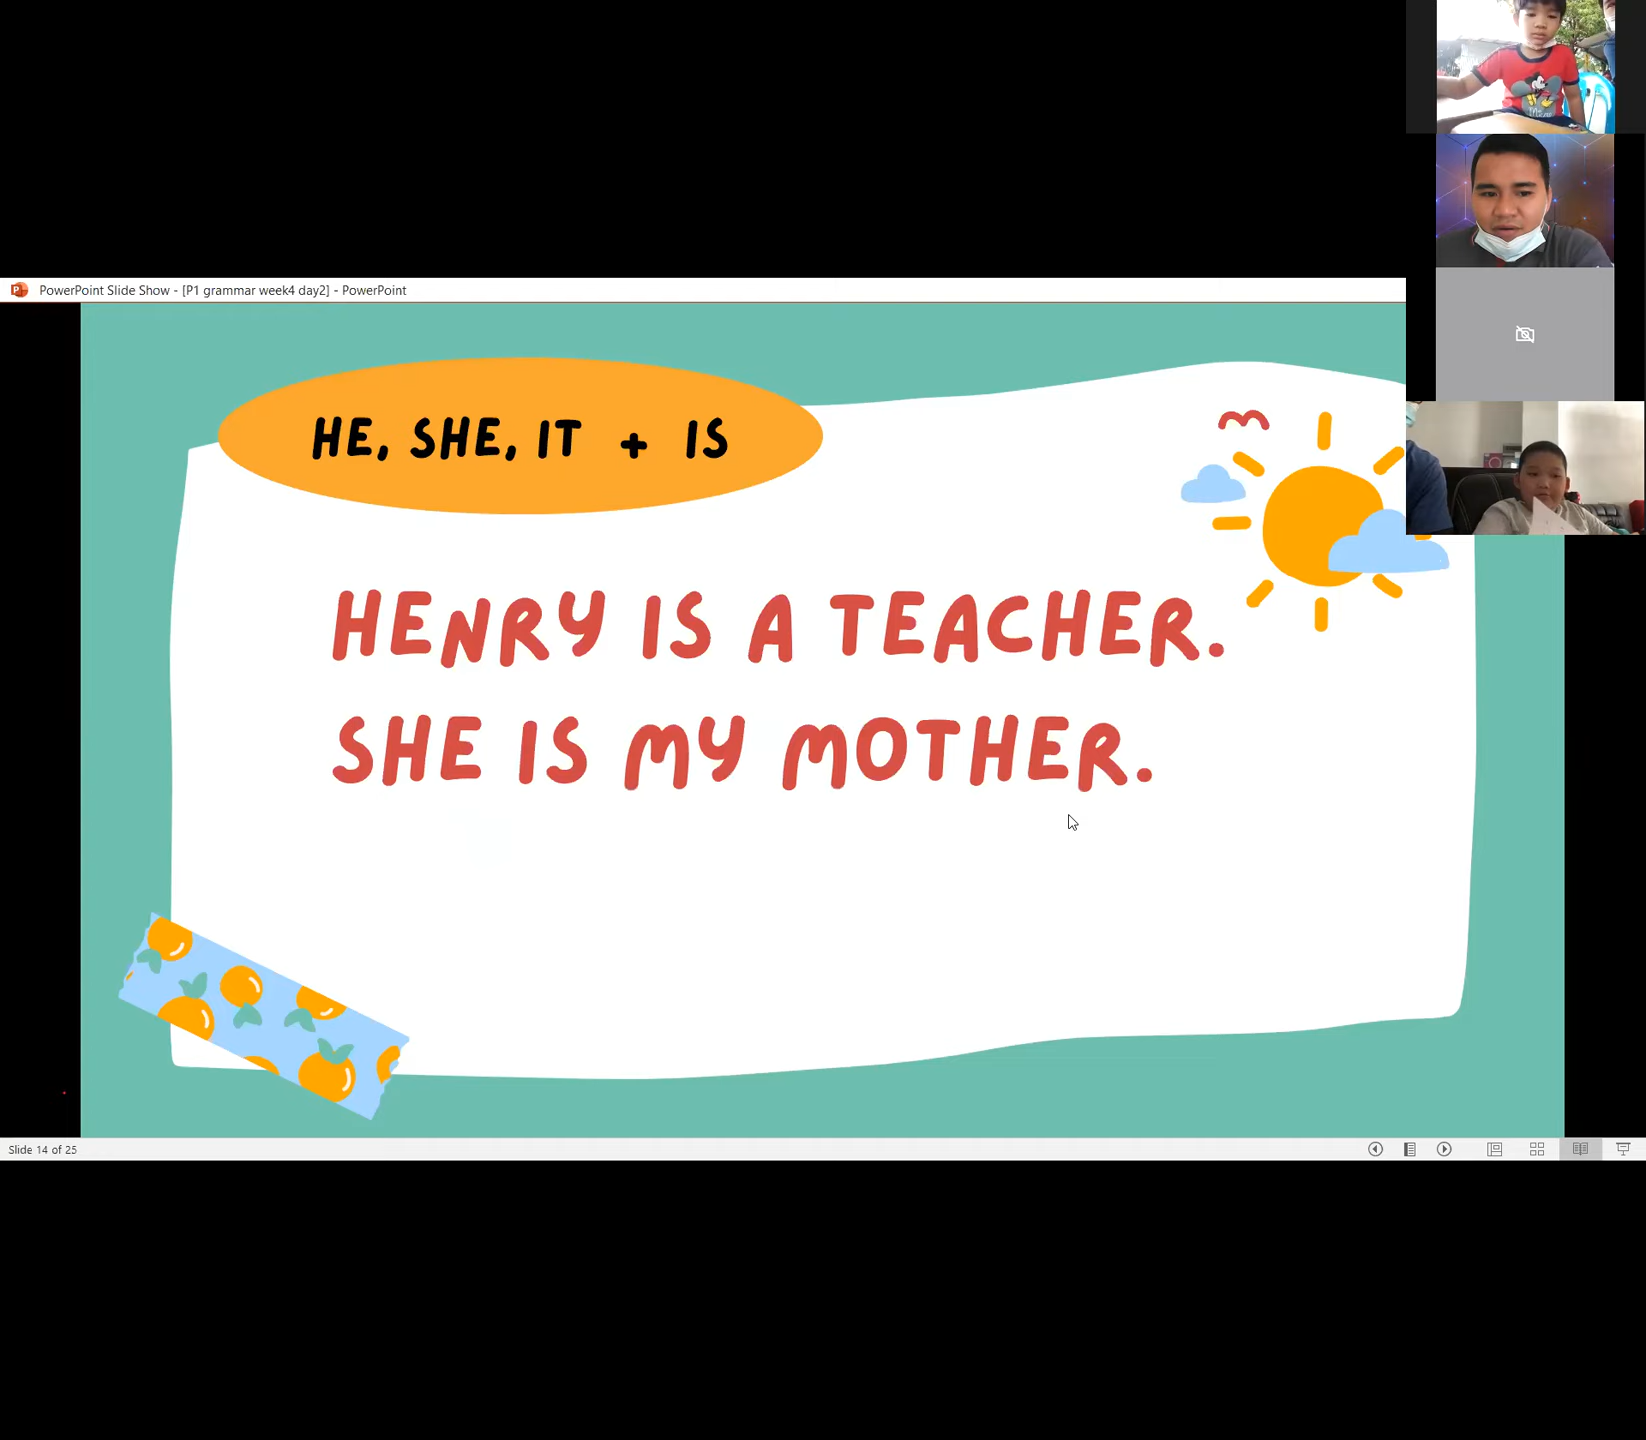 PowerPoint Slide Show - [P1 grammar week4 day2] - PowerPoint
HE, SHE, IT + IS
HENRY IS A TEACHER.
SHE IS MY MOTHER.
Slide 14 of 25